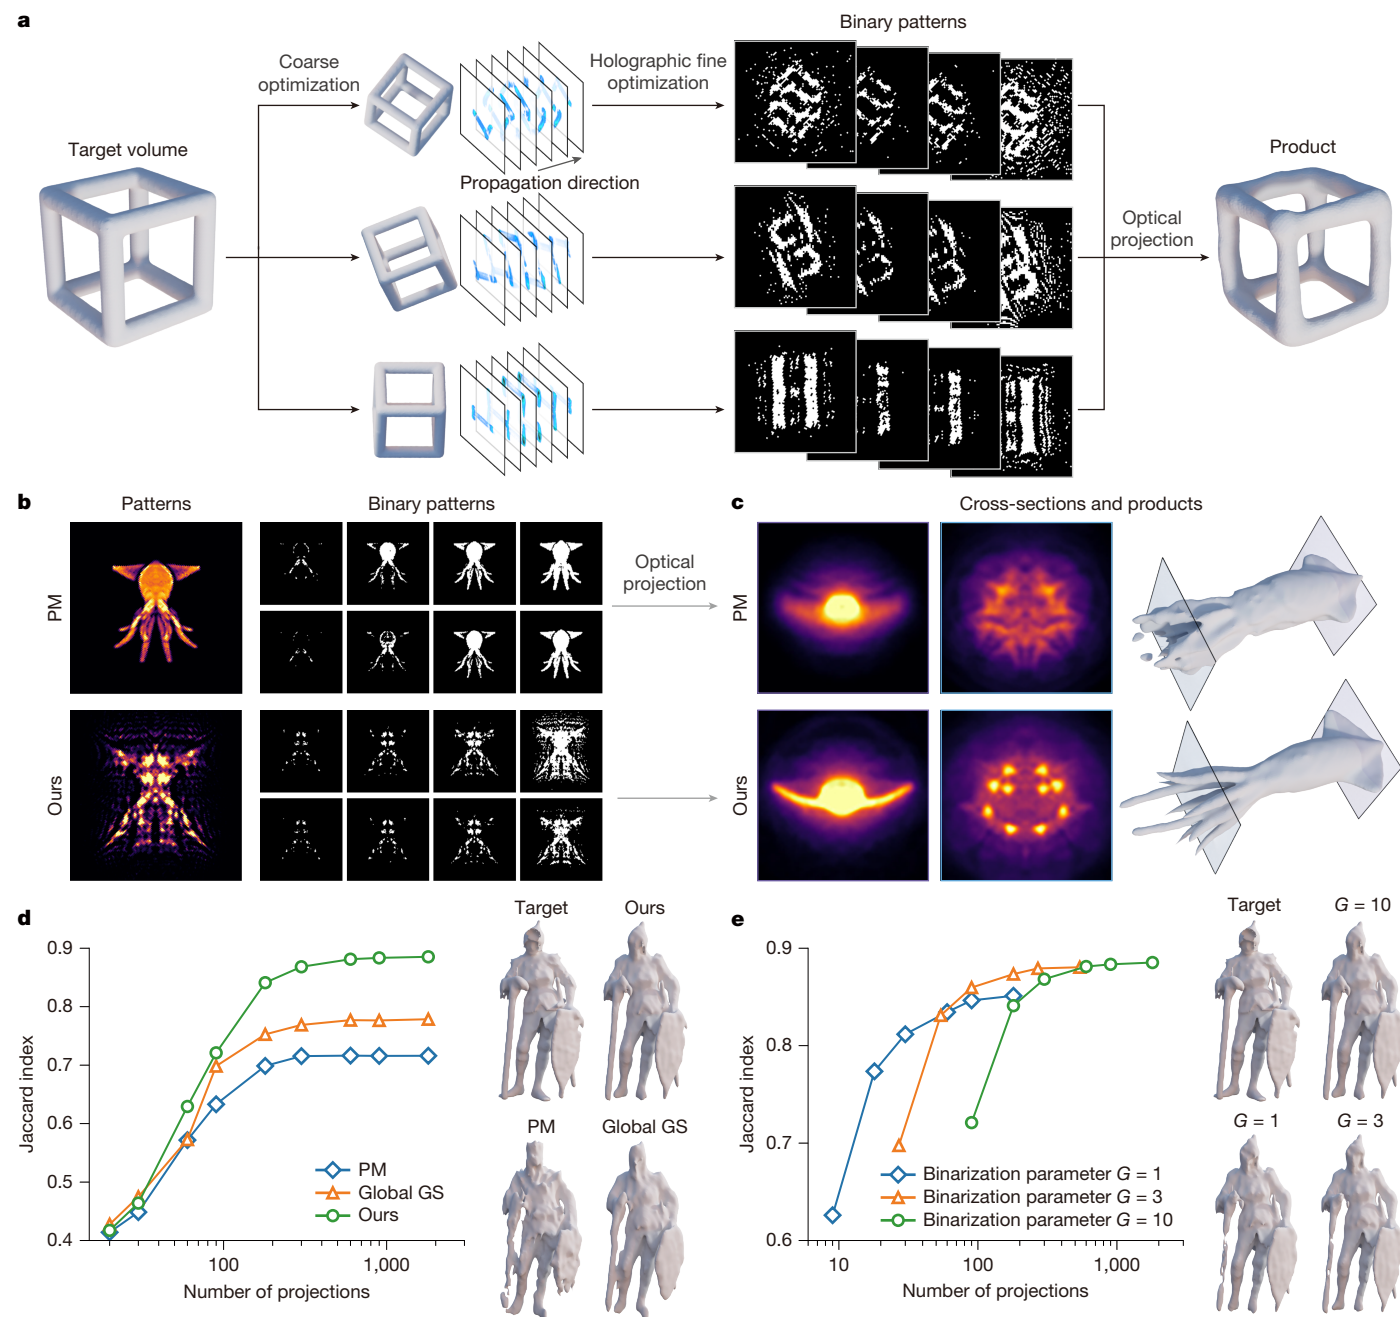 a
Binary patterns
Coarse
optimization
Holographic fine
optimization
Target volume
Propagation direction
Product
Optical
projection
b
Patterns
Binary patterns
c
Cross-sections and products
PM
Optical
projection
PM
Ours
Ours
d
Target
Ours
0.9
0.8
0.7
0.6
0.5
0.4
Jaccard index
100
1,000
Number of projections
PM
Global GS
Ours
PM
Global GS
e
Target
G = 10
0.9
0.8
0.7
0.6
Jaccard index
10
100
1,000
Number of projections
Binarization parameter G = 1
Binarization parameter G = 3
Binarization parameter G = 10
G = 1
G = 3